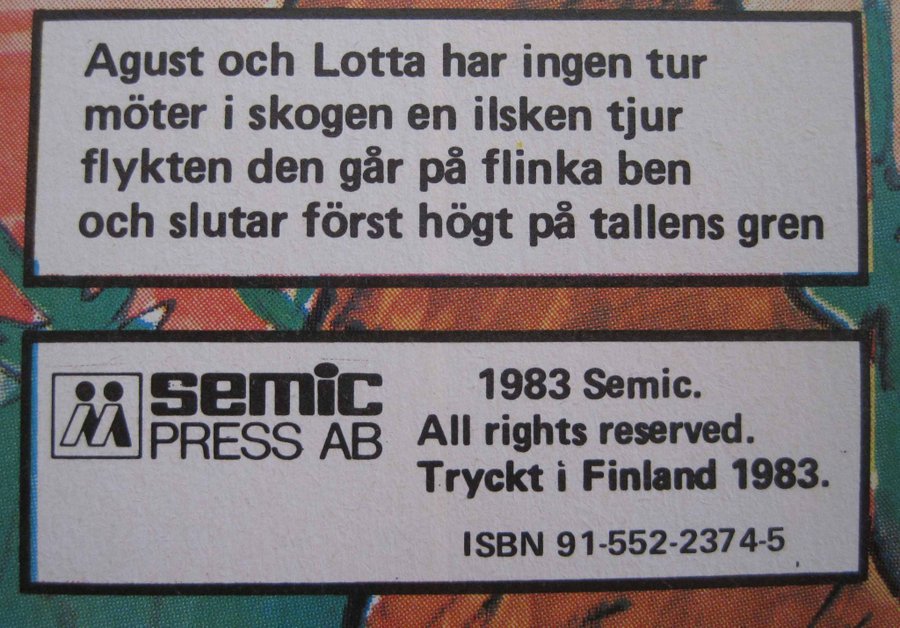 Agust och Lotta har ingen tur
möter i skogen en ilsken tjur
flykten den går på flinka ben
och slutar först högt på tallens gren
semic
PRESS AB
1983 Semic.
All rights reserved.
Tryckt i Finland 1983.
ISBN 91-552-2374-5